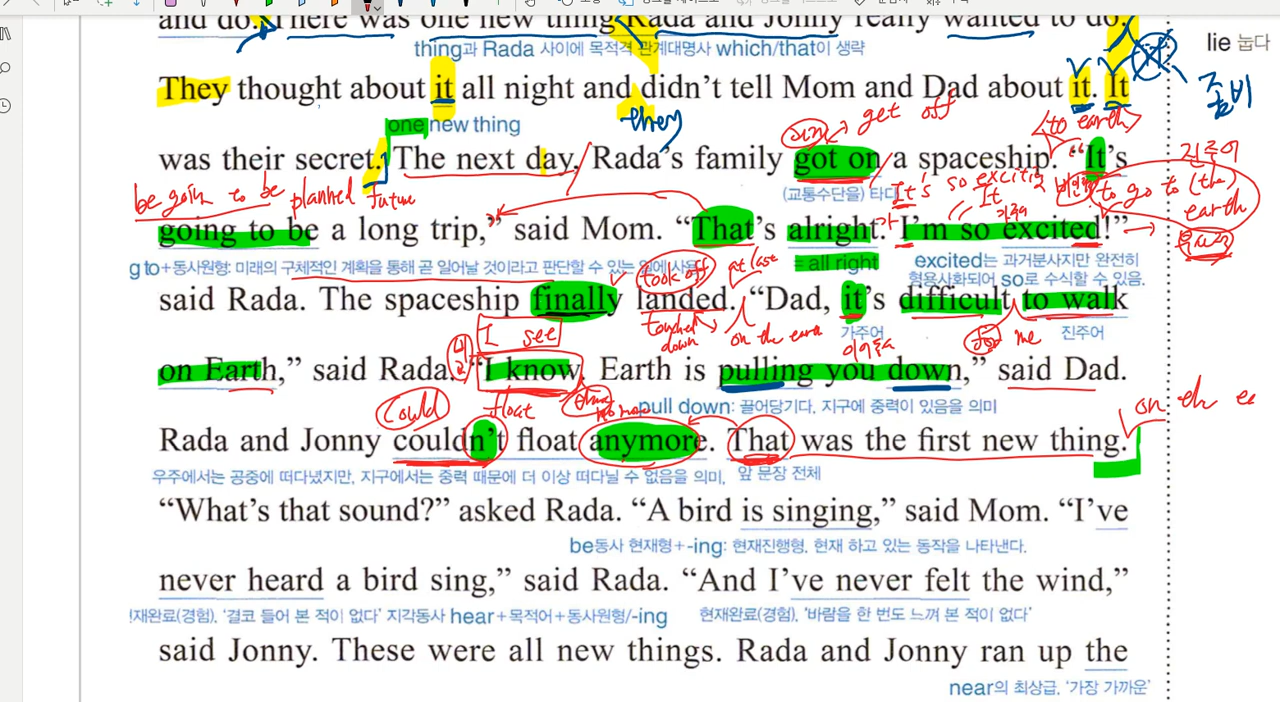 and do. There was one new thing Rada and Jonny really wanted to do.
thing과 Rada 사이에 목적격 관계대명사 which/that이 생략
lie 눕다
They thought about it all night and didn't tell Mom and Dad about it. It
준비
one new thing
they
get off
(to earth)
was their secret. The next day, Rada's family got on a spaceship. "It's
진주어
(교통수단을) 타다
It's so exciting
to go to (the) earth
be goin to be planned future
going to be a long trip," said Mom. "That's alright. I'm so excited!"
g to+동사원형: 미래의 구체적인 계획을 통해 곧 일어날 것이라고 판단할 수 있는 일에 사용
= all right
excited는 과거분사지만 완전히
형용사화되어 so로 수식할 수 있음.
took off
at last
said Rada. The spaceship finally landed. "Dad, it's difficult to walk
I see
touched down
on the earth
가주어
for me
진주어
on Earth," said Rada. "I know. Earth is pulling you down," said Dad.
could
float
no more
pull down: 끌어당기다, 지구에 중력이 있음을 의미
Rada and Jonny couldn't float anymore. That was the first new thing.
우주에서는 공중에 떠다녔지만, 지구에서는 중력 때문에 더 이상 떠다닐 수 없음을 의미,
앞 문장 전체
"What's that sound?" asked Rada. "A bird is singing," said Mom. "I've
be동사 현재형+-ing: 현재진행형, 현재 하고 있는 동작을 나타낸다.
never heard a bird sing," said Rada. "And I've never felt the wind,"
재완료(경험), '결코 들어 본 적이 없다' 지각동사 hear+목적어+동사원형/-ing
현재완료(경험), '바람을 한 번도 느껴 본 적이 없다'
said Jonny. These were all new things. Rada and Jonny ran up the
near의 최상급, '가장 가까운'